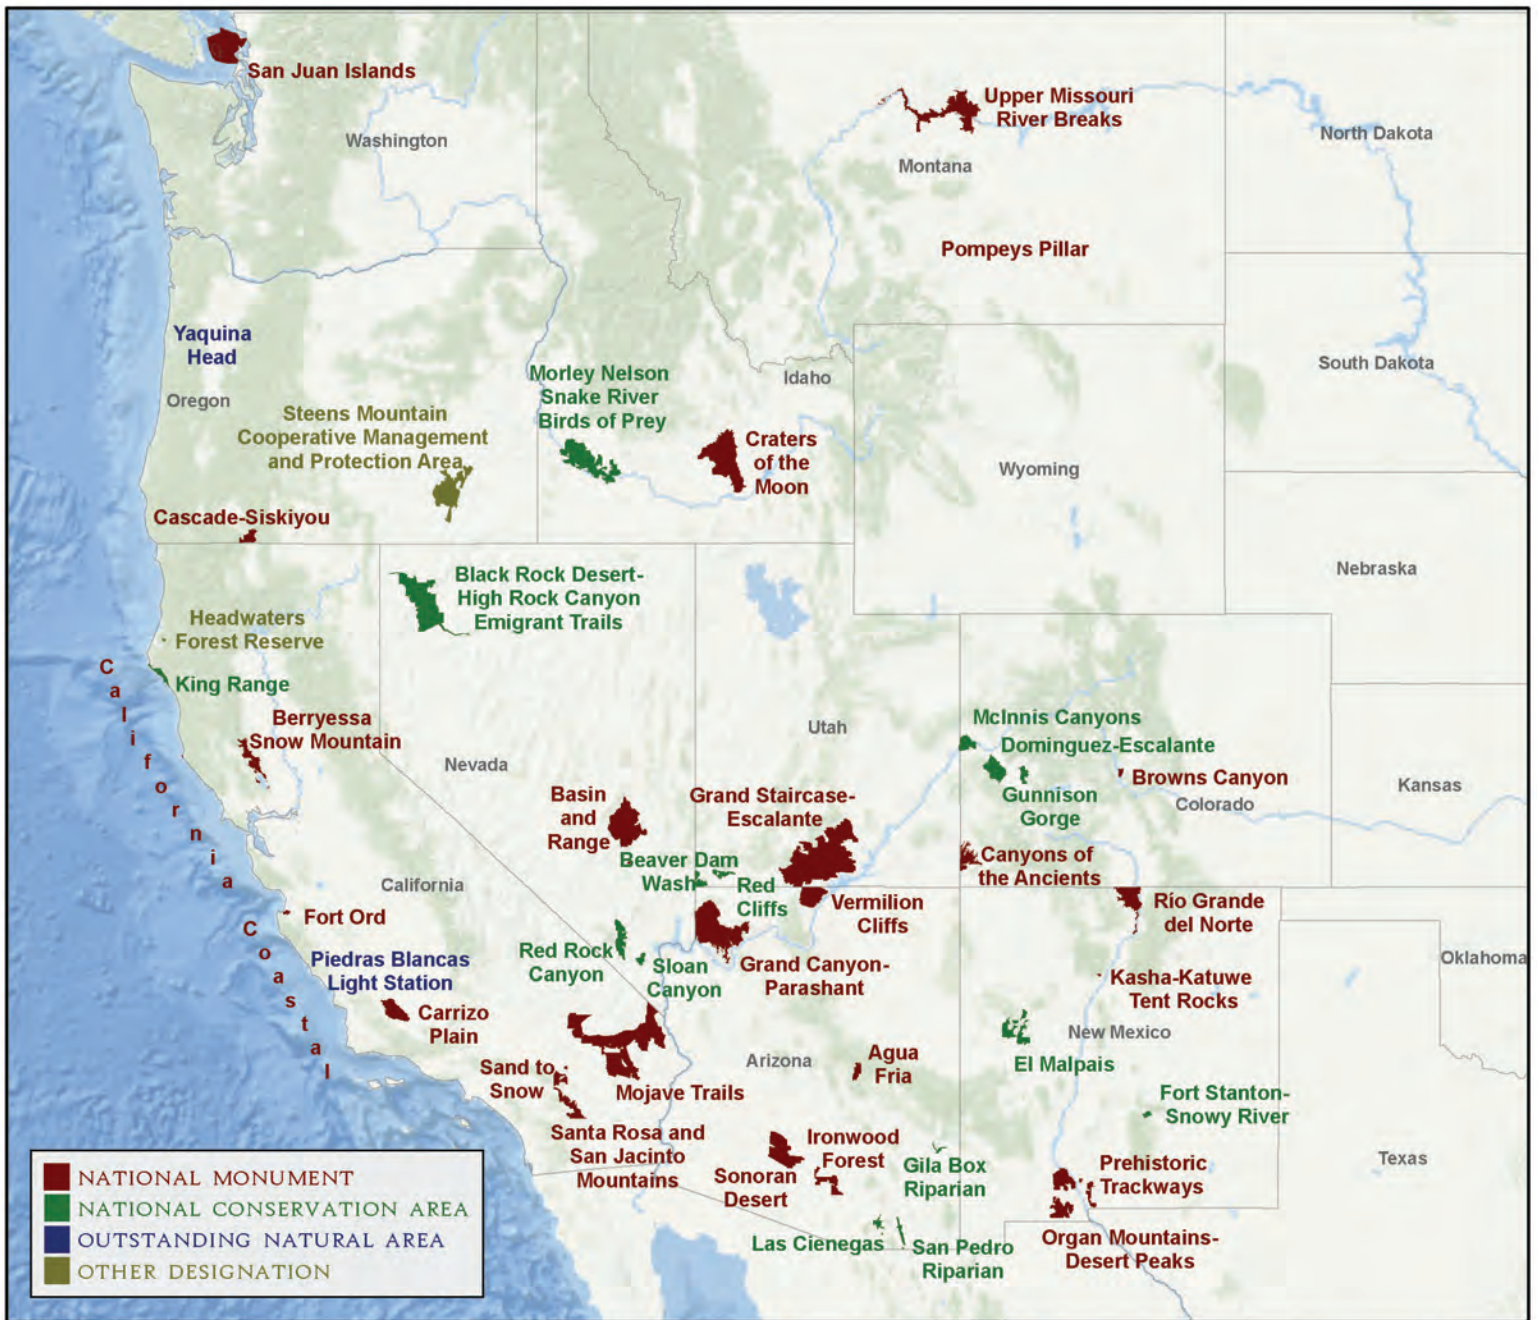 San Juan Islands
Washington
Upper Missouri
River Breaks
Montana
North Dakota
Pompeys Pillar
Yaquina
Head
Oregon
South Dakota
Idaho
Morley Nelson
Snake River
Birds of Prey
Steens Mountain
Cooperative Management
and Protection Area
Craters
of the
Moon
Wyoming
Cascade-Siskiyou
Nebraska
Black Rock Desert-
High Rock Canyon
Emigrant Trails
Headwaters
Forest Reserve
King Range
California Coastal
Berryessa
Snow Mountain
Nevada
Utah
McInnis Canyons
Dominguez-Escalante
Browns Canyon
Gunnison
Gorge
Colorado
Kansas
Basin
and
Range
Grand Staircase-
Escalante
Beaver Dam
Wash
Red
Cliffs
Canyons of
the Ancients
California
Vermilion
Cliffs
Río Grande
del Norte
Fort Ord
Piedras Blancas
Light Station
Red Rock
Canyon
Sloan
Canyon
Grand Canyon-
Parashant
Kasha-Katuwe
Tent Rocks
Oklahoma
Carrizo
Plain
New Mexico
El Malpais
Arizona
Agua
Fria
Sand to
Snow
Mojave Trails
Fort Stanton-
Snowy River
Santa Rosa and
San Jacinto
Mountains
Ironwood
Forest
Sonoran
Desert
Gila Box
Riparian
Prehistoric
Trackways
Texas
Las Cienegas
San Pedro
Riparian
Organ Mountains-
Desert Peaks
NATIONAL MONUMENT
NATIONAL CONSERVATION AREA
OUTSTANDING NATURAL AREA
OTHER DESIGNATION